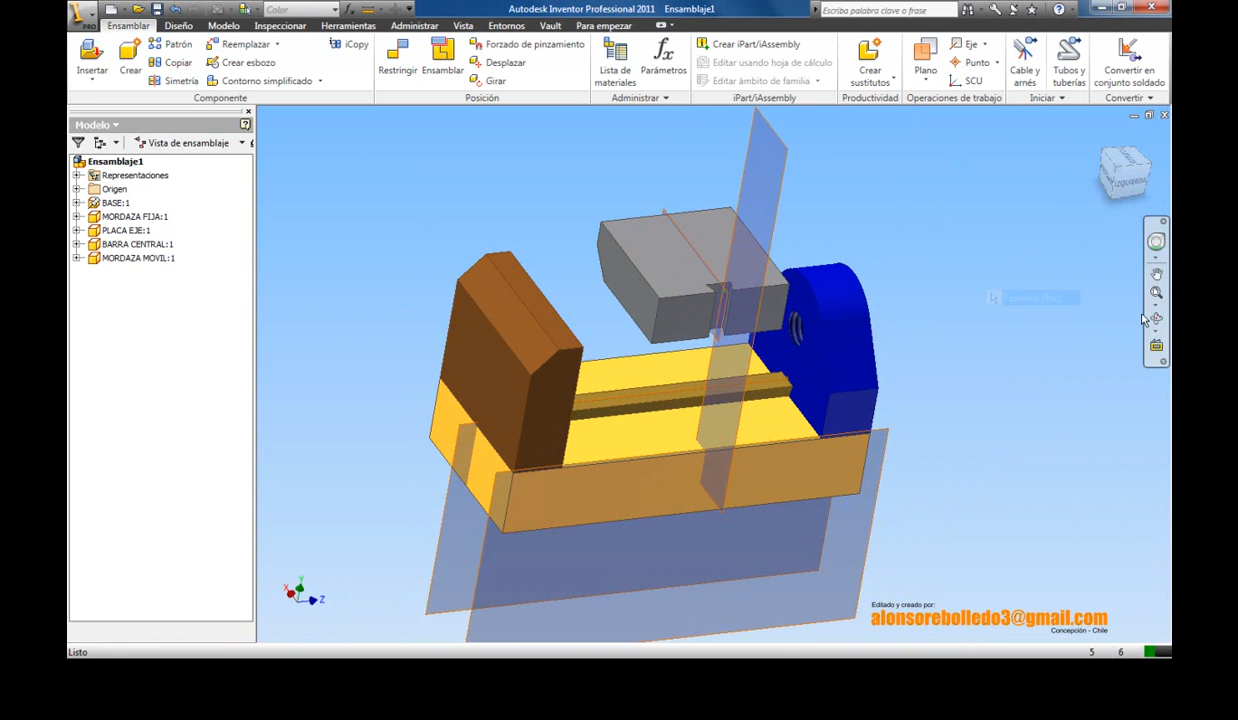 Color
Autodesk Inventor Professional 2011 Ensamblaje1
Escriba palabra clave o frase
PRO
Ensamblar Diseño Modelo Inspeccionar Herramientas Administrar Vista Entornos Vault Para empezar
Insertar
Crear
Patrón
Copiar
Simetría
Reemplazar
Crear esbozo
Contorno simplificado
iCopy
Componente
Restringir
Ensamblar
Forzado de pinzamiento
Desplazar
Girar
Posición
Lista de materiales
Parámetros
Administrar
Crear iPart/iAssembly
Editar usando hoja de cálculo
Editar ámbito de familia
iPart/iAssembly
Crear sustitutos
Productividad
Plano
Eje
Punto
SCU
Operaciones de trabajo
Cable y arnés
Tubos y tuberías
Iniciar
Convertir en conjunto soldado
Convertir
Modelo
Vista de ensamblaje
Ensamblaje1
Representaciones
Origen
BASE:1
MORDAZA FIJA:1
PLACA EJE:1
BARRA CENTRAL:1
MORDAZA MOVIL:1
IZQUIERDA
X
Y
Z
Editado y creado por:
alonsorebolledo3@gmail.com
Concepción - Chile
Listo
5 6